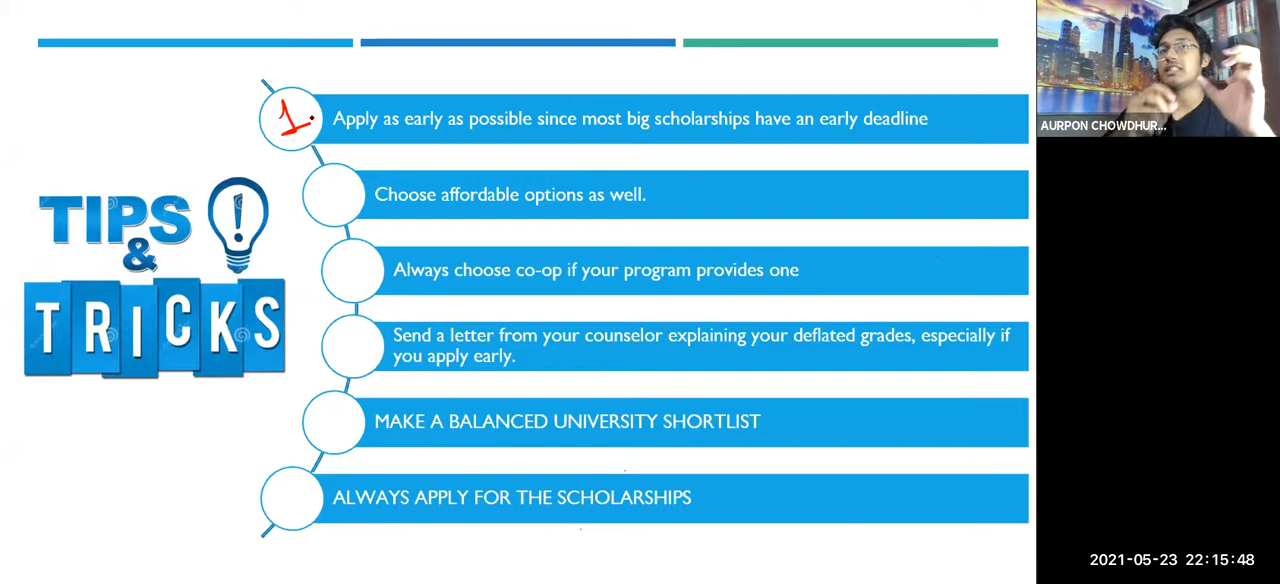 TIPS
&
TRICKS
1
Apply as early as possible since most big scholarships have an early deadline
Choose affordable options as well.
Always choose co-op if your program provides one
Send a letter from your counselor explaining your deflated grades, especially if
you apply early.
MAKE A BALANCED UNIVERSITY SHORTLIST
ALWAYS APPLY FOR THE SCHOLARSHIPS
AURPON CHOWDHUR...
2021-05-23 22:15:48